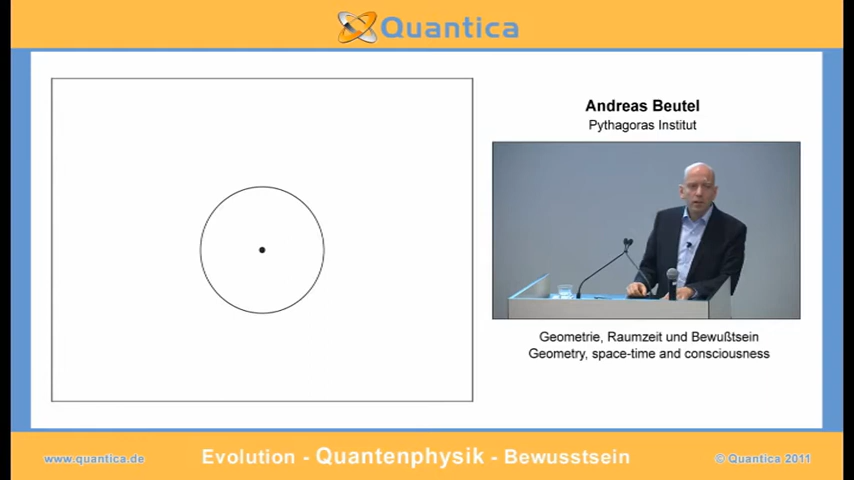 Quantica
Andreas Beutel
Pythagoras Institut
Geometrie, Raumzeit und Bewußtsein
Geometry, space-time and consciousness
www.quantica.de
Evolution - Quantenphysik - Bewusstsein
© Quantica 2011